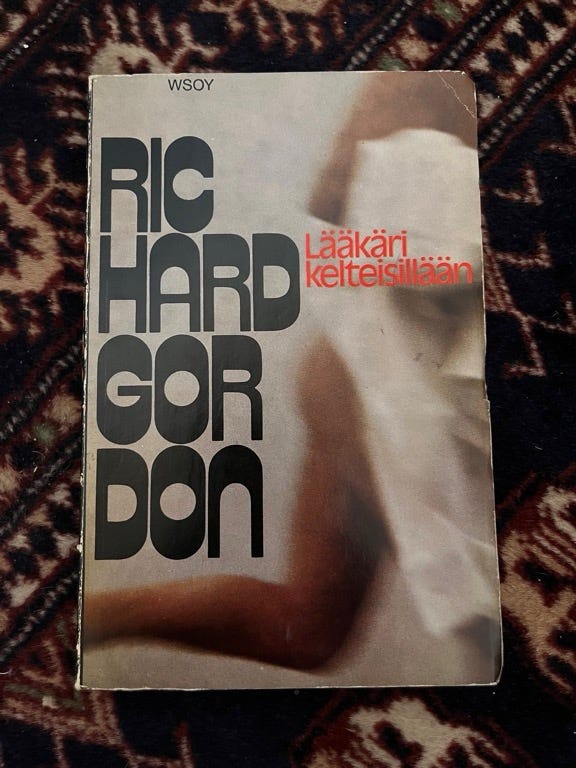 WSOY
RIC
HARD
GOR
DON
Lääkäri
kelteisillään